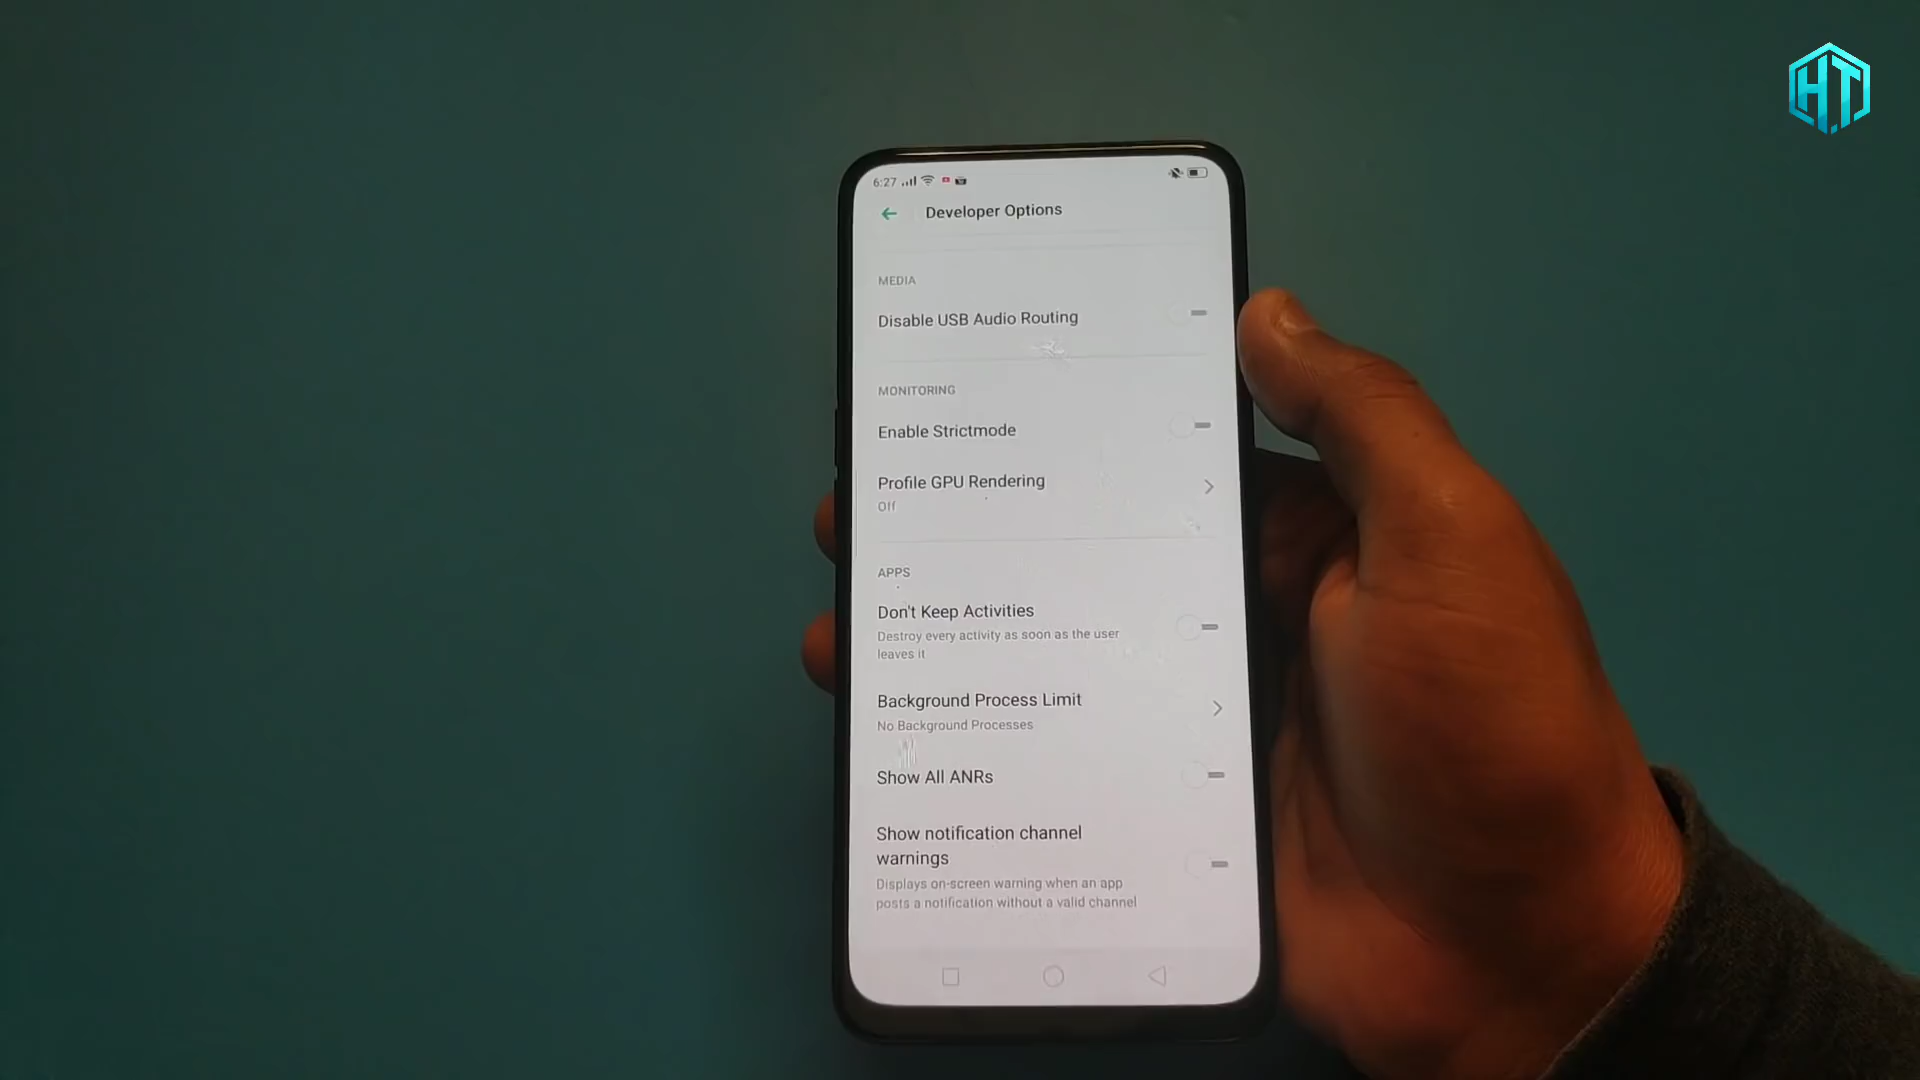 HT
6:27
Developer Options
MEDIA
Disable USB Audio Routing
MONITORING
Enable Strictmode
Profile GPU Rendering
Off
APPS
Don't Keep Activities
Destroy every activity as soon as the user
leaves it
Background Process Limit
No Background Processes
Show All ANRs
Show notification channel
warnings
Displays on-screen warning when an app
posts a notification without a valid channel